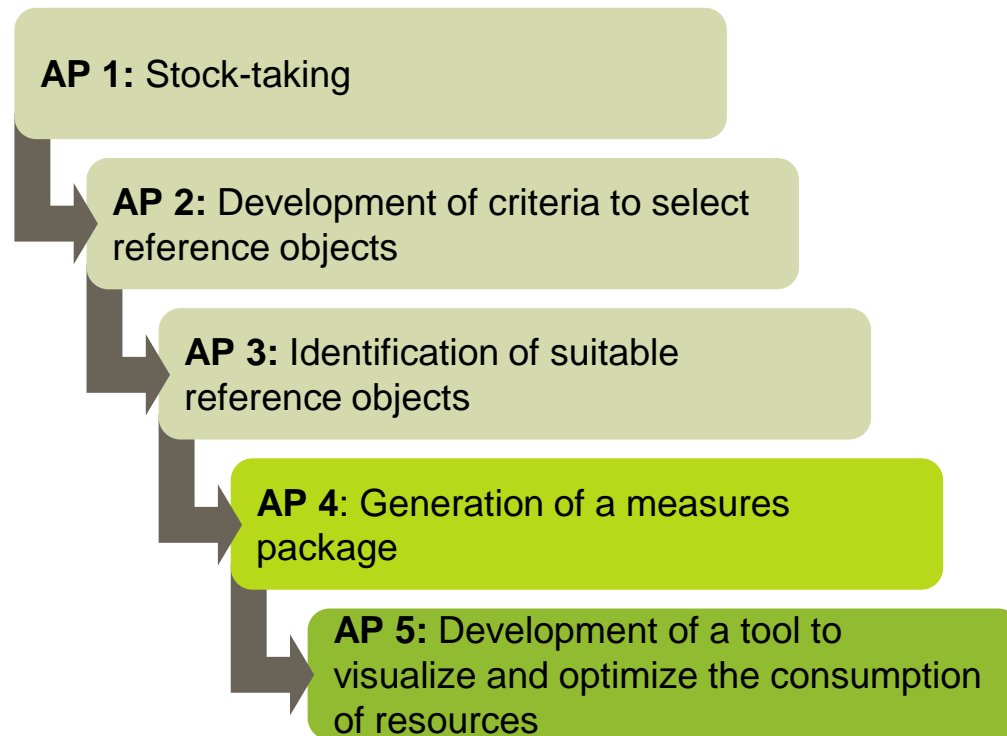 AP 1: Stock-taking
AP 2: Development of criteria to select
reference objects
AP 3: Identification of suitable
reference objects
AP 4: Generation of a measures
package
AP 5: Development of a tool to
visualize and optimize the consumption
of resources